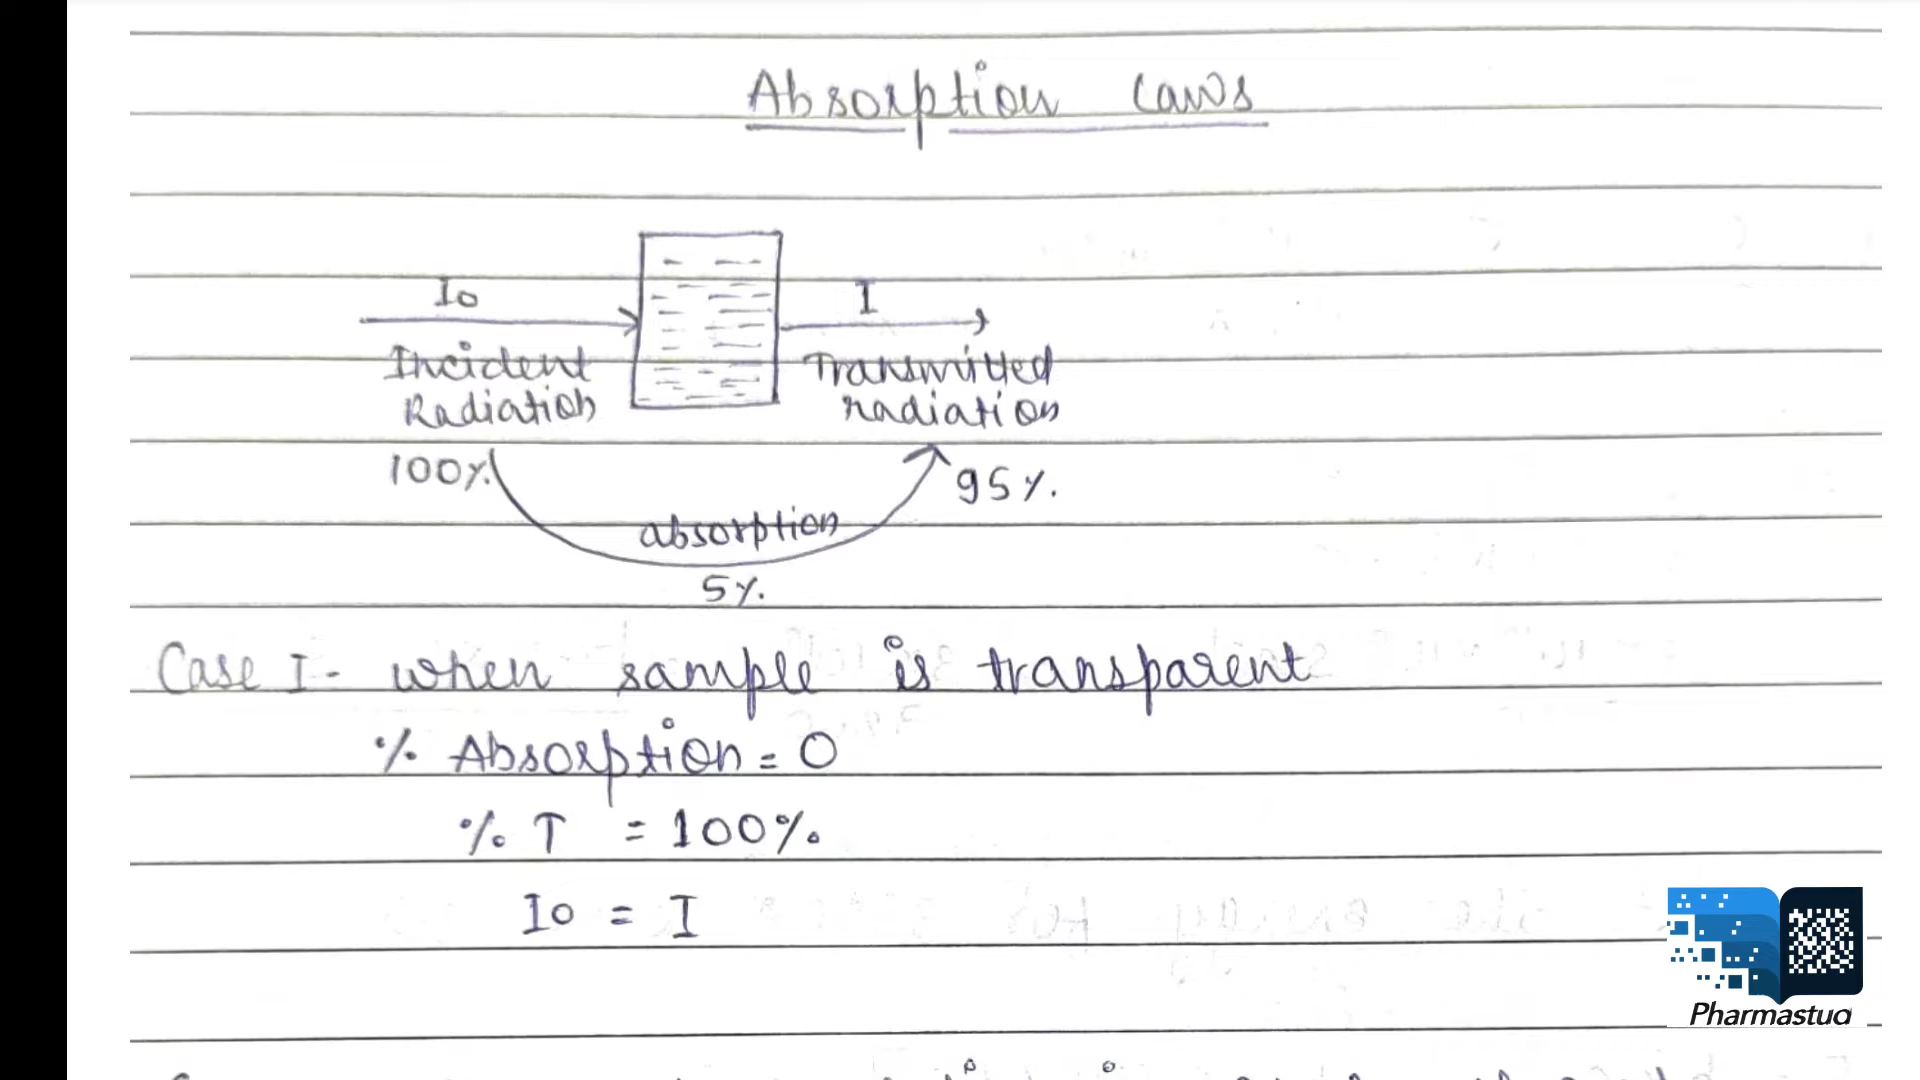 Absorption Laws
Io
I
Incident
Radiation
Transmitted
radiation
100%
95%.
absorption
5%.
Case I - when sample is transparent
% Absorption = 0
% T = 100%
Io = I
Pharmastud